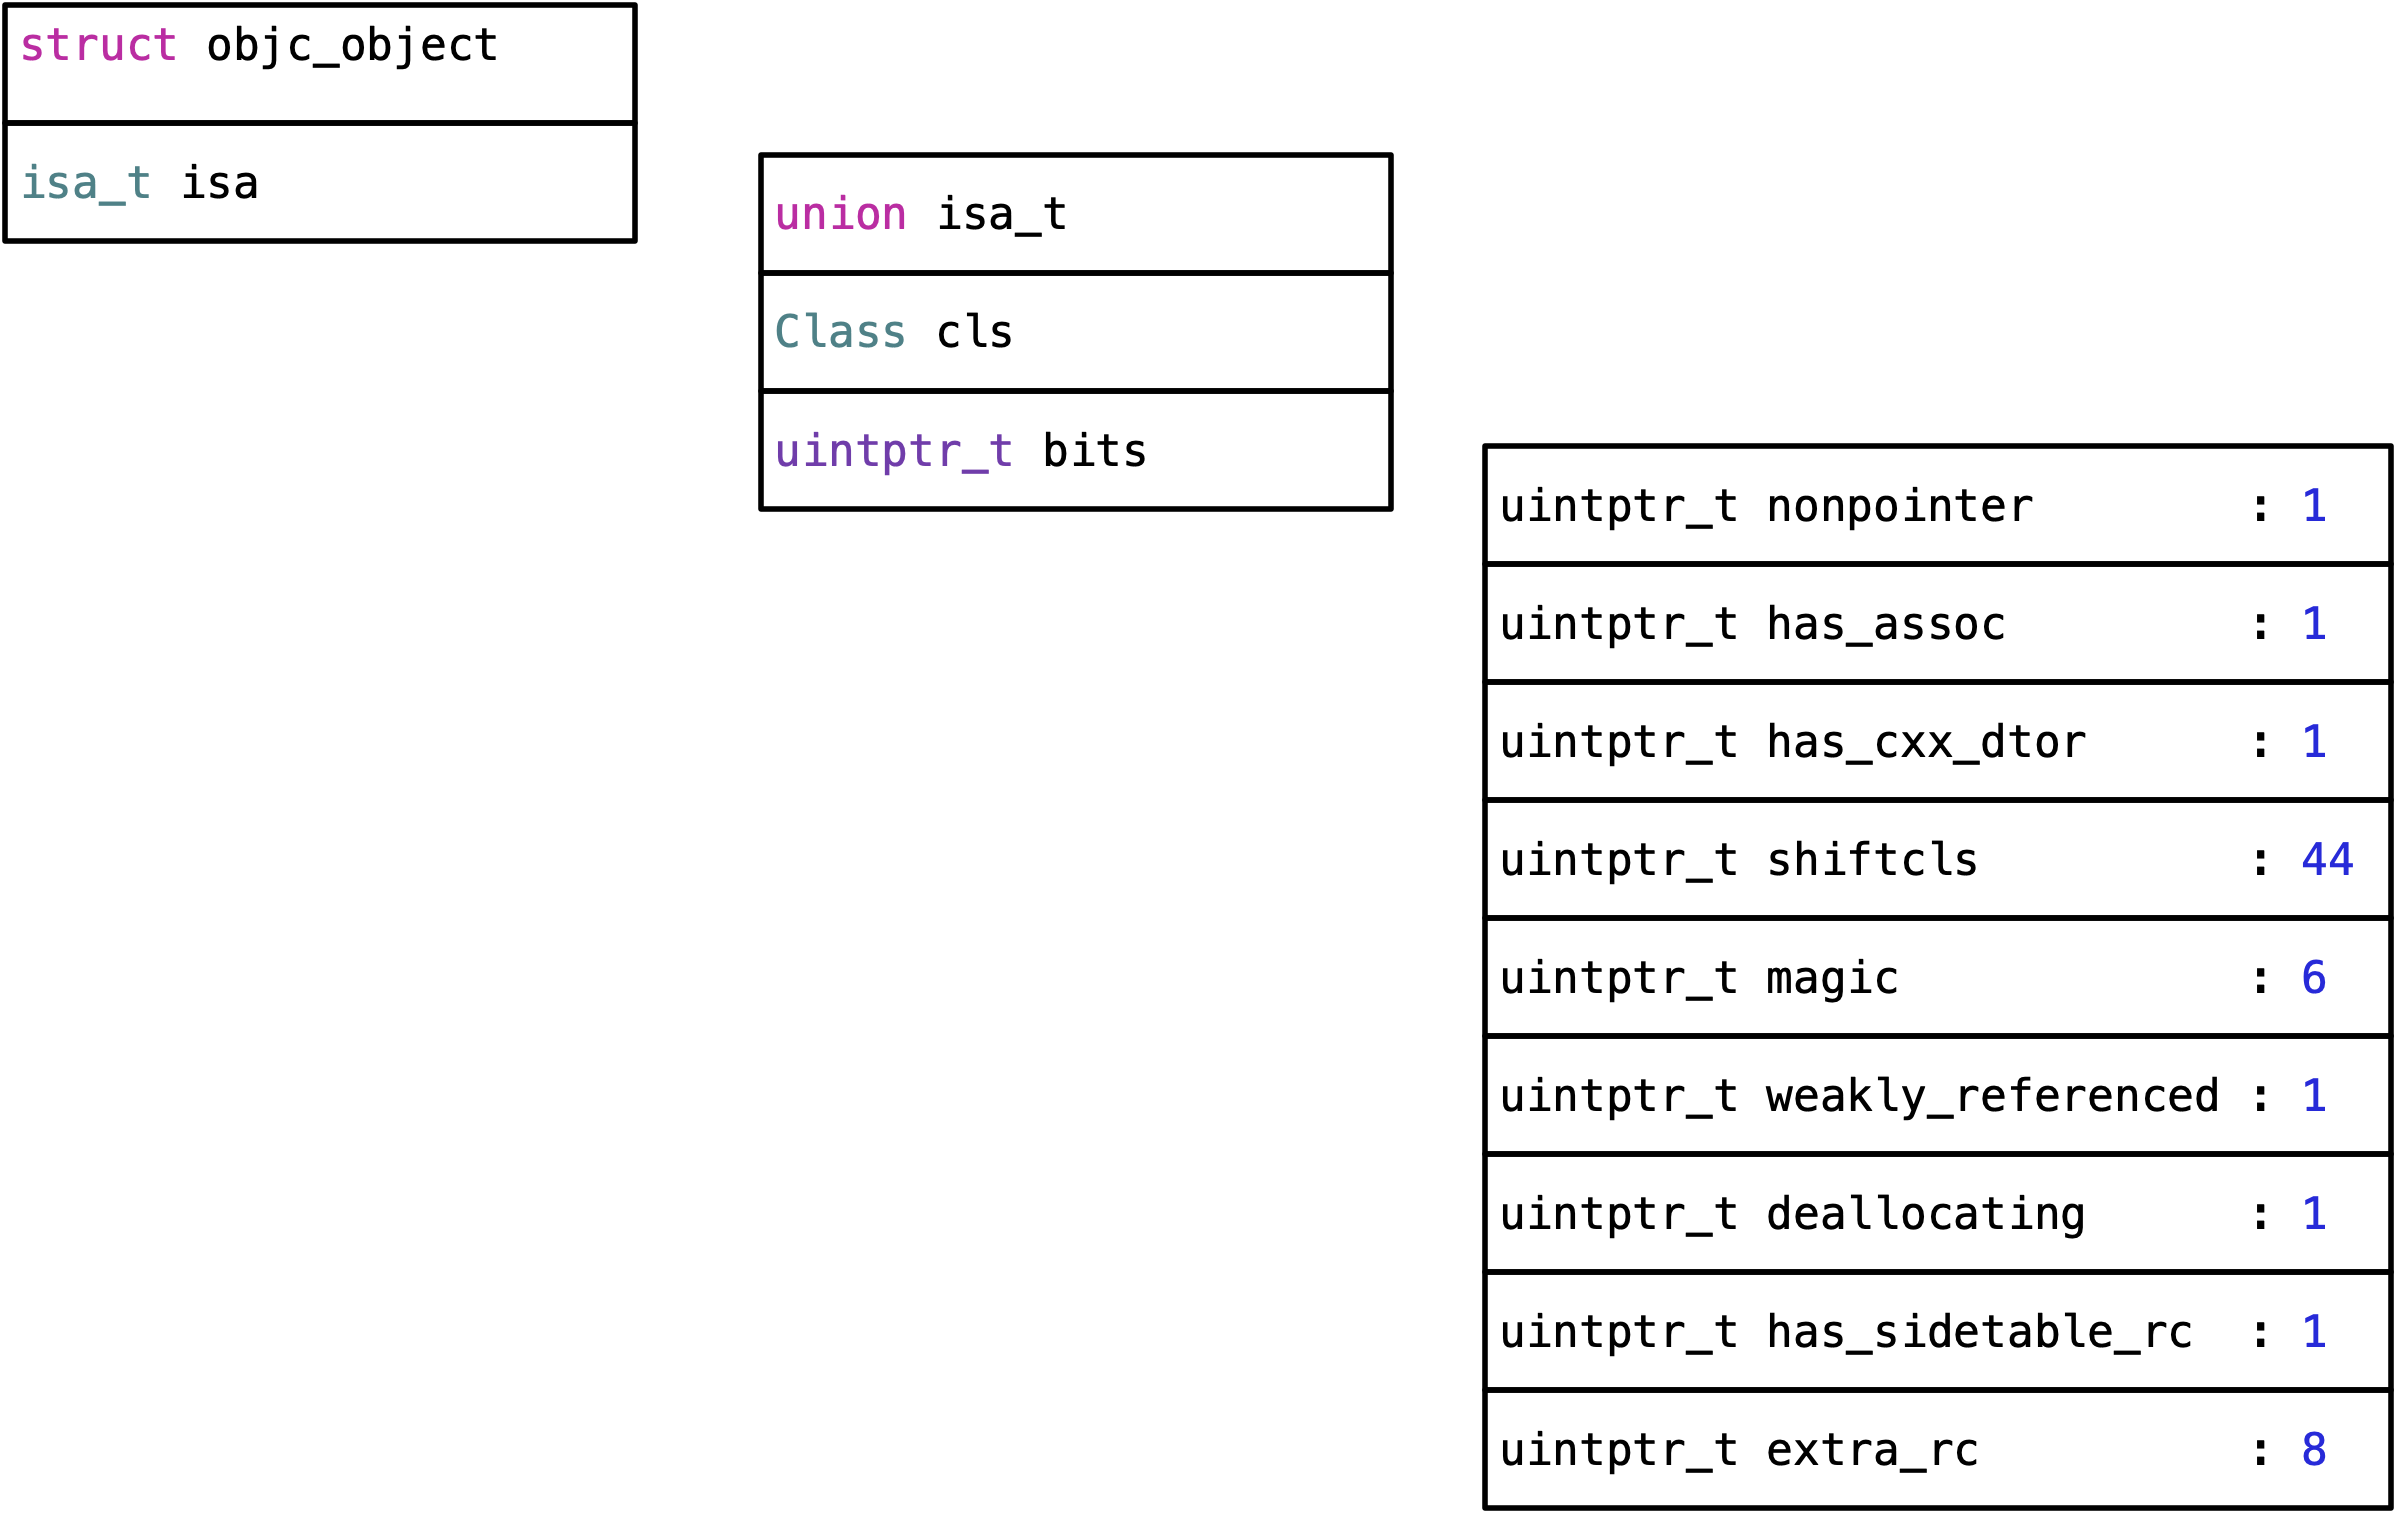 struct objc_object
isa_t isa
union isa_t
Class cls
uintptr_t bits
uintptr_t nonpointer : 1
uintptr_t has_assoc : 1
uintptr_t has_cxx_dtor : 1
uintptr_t shiftcls : 44
uintptr_t magic : 6
uintptr_t weakly_referenced : 1
uintptr_t deallocating : 1
uintptr_t has_sidetable_rc : 1
uintptr_t extra_rc : 8